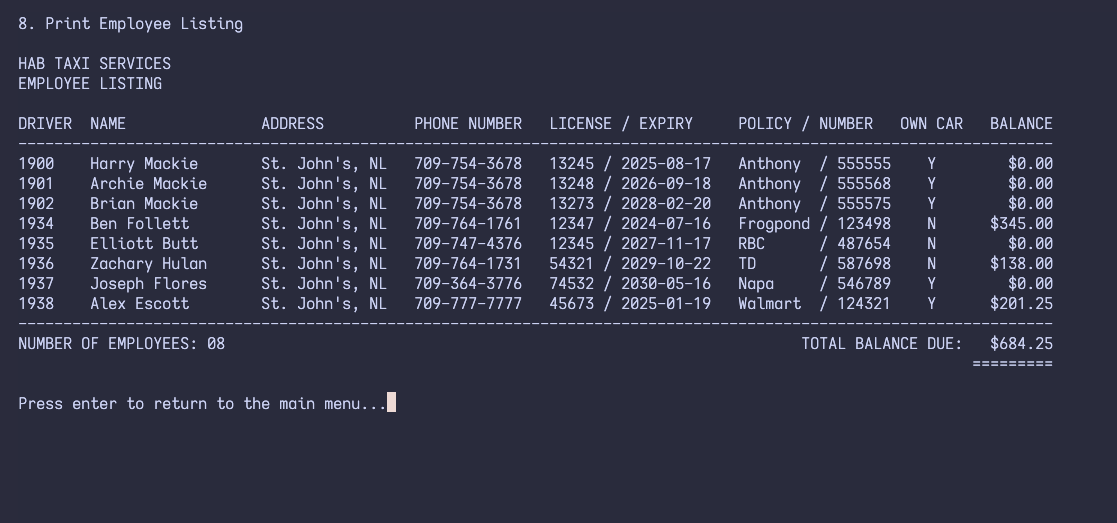 8. Print Employee Listing
HAB TAXI SERVICES
EMPLOYEE LISTING
DRIVER  NAME               ADDRESS          PHONE NUMBER   LICENSE / EXPIRY     POLICY / NUMBER   OWN CAR   BALANCE
-------------------------------------------------------------------------------------------------------------------
1900    Harry Mackie       St. John's, NL   709-754-3678   13245 / 2025-08-17   Anthony  / 555555    Y        $0.00
1901    Archie Mackie      St. John's, NL   709-754-3678   13248 / 2026-09-18   Anthony  / 555568    Y        $0.00
1902    Brian Mackie       St. John's, NL   709-754-3678   13273 / 2028-02-20   Anthony  / 555575    Y        $0.00
1934    Ben Follett        St. John's, NL   709-764-1761   12347 / 2024-07-16   Frogpond / 123498    N      $345.00
1935    Elliott Butt       St. John's, NL   709-747-4376   12345 / 2027-11-17   RBC      / 487654    N        $0.00
1936    Zachary Hulan      St. John's, NL   709-764-1731   54321 / 2029-10-22   TD       / 587698    N      $138.00
1937    Joseph Flores      St. John's, NL   709-364-3776   74532 / 2030-05-16   Napa     / 546789    Y        $0.00
1938    Alex Escott        St. John's, NL   709-777-7777   45673 / 2025-01-19   Walmart  / 124321    Y      $201.25
-------------------------------------------------------------------------------------------------------------------
NUMBER OF EMPLOYEES: 08                                                                TOTAL BALANCE DUE:   $684.25
                                                                                                          =========
Press enter to return to the main menu...